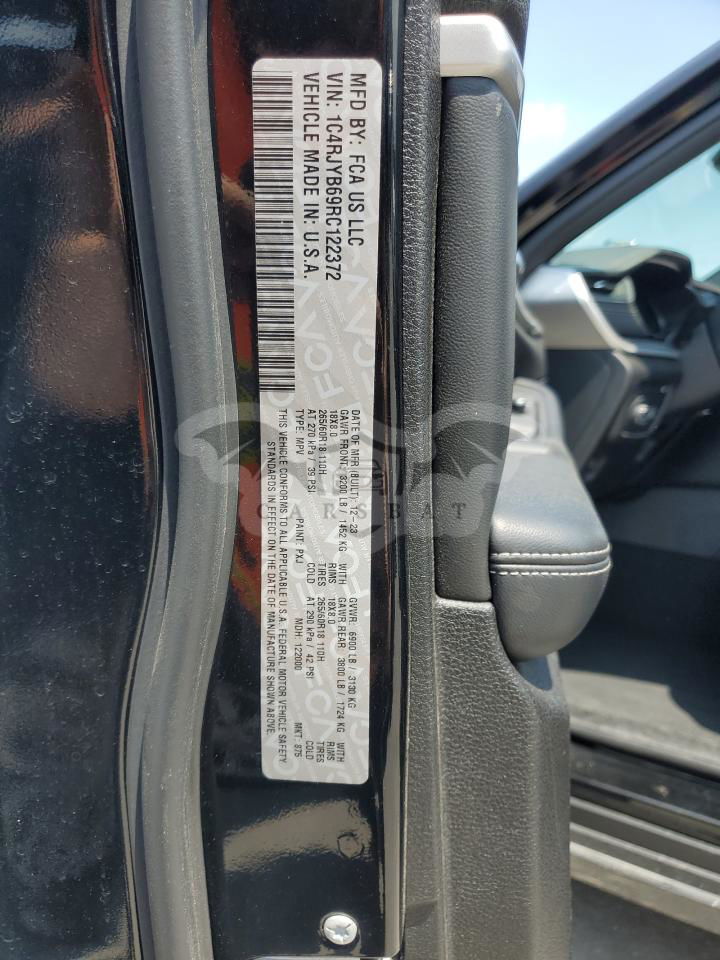 MFD BY: FCA US LLC
VIN: 1C4RJYB69RC122372
VEHICLE MADE IN: U.S.A.
DATE OF MFR (BUILT): 12-23 GVWR: 6900 LB / 3130 KG
GAWR FRONT: 3200 LB / 1452 KG WITH GAWR REAR: 3800 LB / 1724 KG WITH
18X8.0 RIMS 18X8.0 RIMS
265/60R18 110H TIRES 265/60R18 110H TIRES
AT 270 kPa / 39 PSI COLD AT 290 kPa / 42 PSI COLD
TYPE: MPV PAINT: PXJ MDH: 122000 MKT: 875
THIS VEHICLE CONFORMS TO ALL APPLICABLE U.S.A. FEDERAL MOTOR VEHICLE SAFETY
STANDARDS IN EFFECT ON THE DATE OF MANUFACTURE SHOWN ABOVE.
CARSBAT